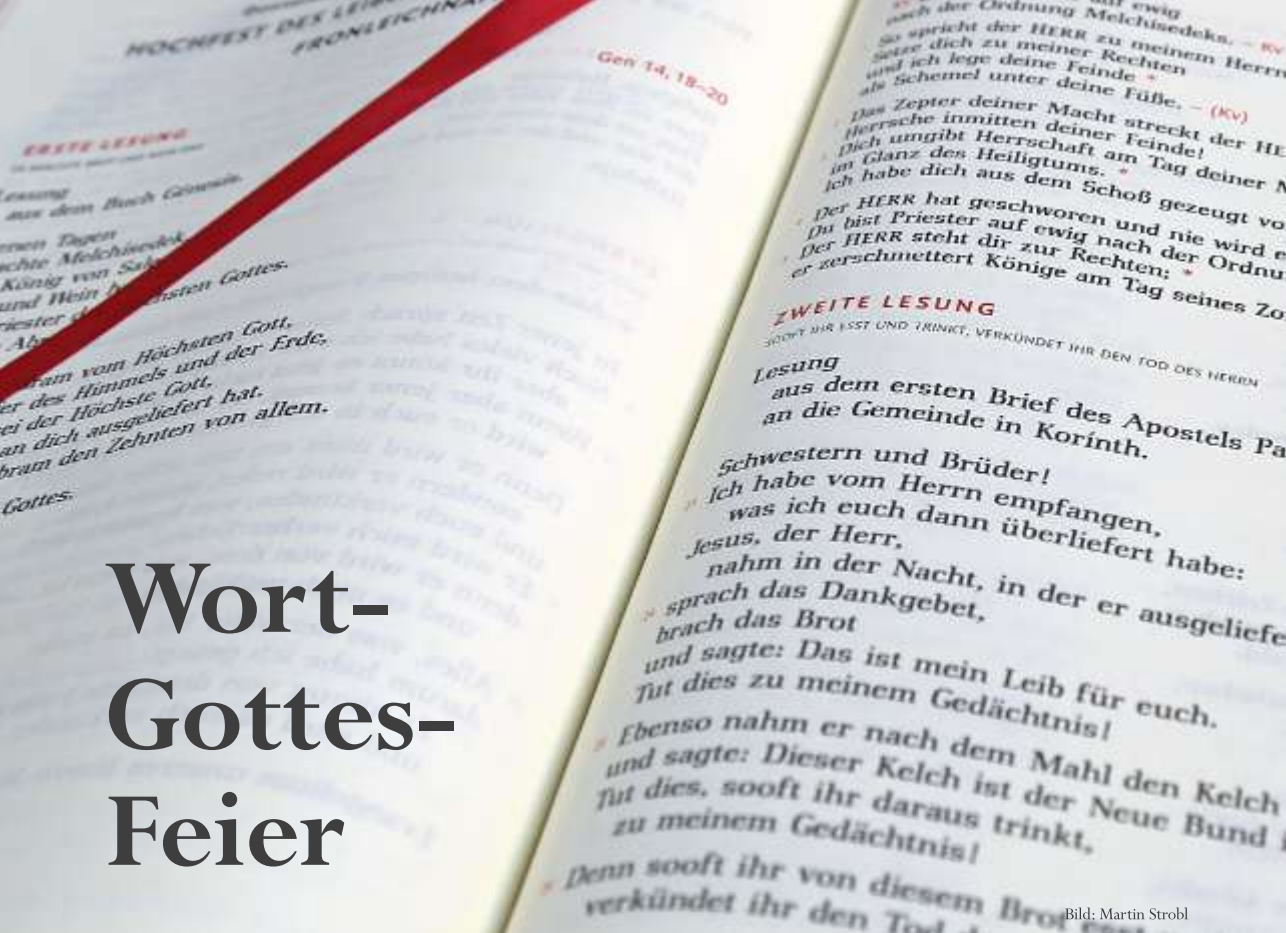 HOCHFEST DES LEIBES
FRONLEICHNAM
Gen 14, 18–20
ERSTE LESUNG
Lesung
aus dem Buch Génesis.
jenen Tagen
Melchísedek
König von Salem
und Wein Höchsten Gottes.
vom Höchsten Gott,
des Himmels und der Erde,
der Höchste Gott,
an dich ausgeliefert hat.
den Zehnten von allem.
Gottes.
Wort-
Gottes-
Feier
auf ewig
nach der Ordnung Melchísedeks. –
So spricht der HERR zu meinem Herrn
Setze dich zu meiner Rechten
und ich lege deine Feinde *
als Schemel unter deine Füße. – (Kv)
Das Zepter deiner Macht streckt der
Herrsche inmitten deiner Feinde!
Dich umgibt Herrschaft am Tag deiner
im Glanz des Heiligtums. *
Ich habe dich aus dem Schoß gezeugt
Der HERR hat geschworen und nie wird
Du bist Priester auf ewig nach der
Der HERR steht dir zur Rechten; *
er zerschmettert Könige am Tag seines
ZWEITE LESUNG
SOOFT IHR ESST UND TRINKT, VERKÜNDET IHR DEN TOD DES HERRN
Lesung
aus dem ersten Brief des Apostels
an die Gemeinde in Korínth.
Schwestern und Brüder!
Ich habe vom Herrn empfangen,
was ich euch dann überliefert habe:
Jesus, der Herr,
nahm in der Nacht, in der er
sprach das Dankgebet,
brach das Brot
und sagte: Das ist mein Leib für euch.
Tut dies zu meinem Gedächtnis!
Ebenso nahm er nach dem Mahl den Kelch
und sagte: Dieser Kelch ist der Neue Bund
Tut dies, sooft ihr daraus trinkt,
zu meinem Gedächtnis!
Denn sooft ihr von diesem Brot
verkündet ihr den Tod
Bild: Martin Strobl